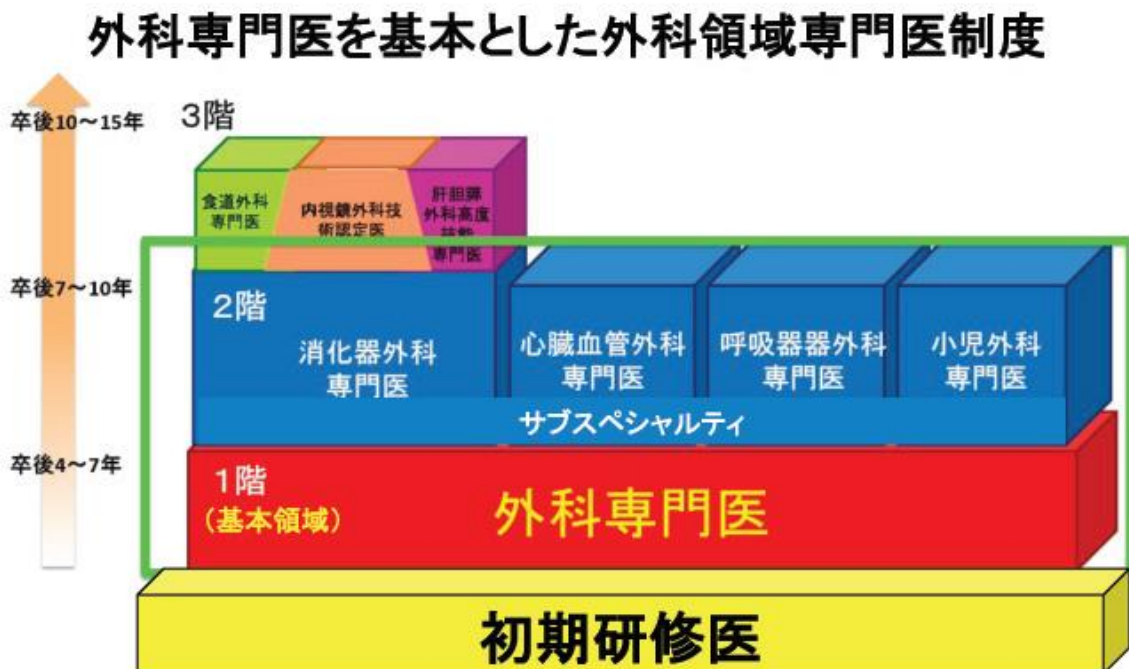 外科専門医を基本とした外科領域専門医制度
卒後10～15年
3階
食道外科
専門医
内視鏡外科技
術認定医
肝胆膵
外科高度
技能
専門医
卒後7～10年
2階
消化器外科
専門医
心臓血管外科
専門医
呼吸器器外科
専門医
小児外科
専門医
サブスペシャルティ
卒後4～7年
1階
（基本領域）
外科専門医
初期研修医